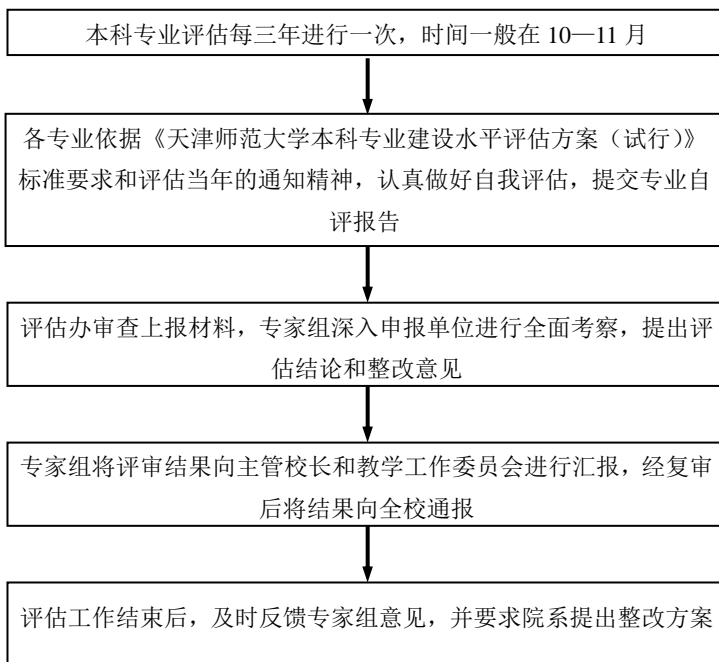 本科专业评估每三年进行一次，时间一般在 10—11 月
各专业依据《天津师范大学本科专业建设水平评估方案（试行）》
标准要求和评估当年的通知精神，认真做好自我评估，提交专业自
评报告
评估办审查上报材料，专家组深入申报单位进行全面考察，提出评
估结论和整改意见
专家组将评审结果向主管校长和教学工作委员会进行汇报，经复审
后将结果向全校通报
评估工作结束后，及时反馈专家组意见，并要求院系提出整改方案